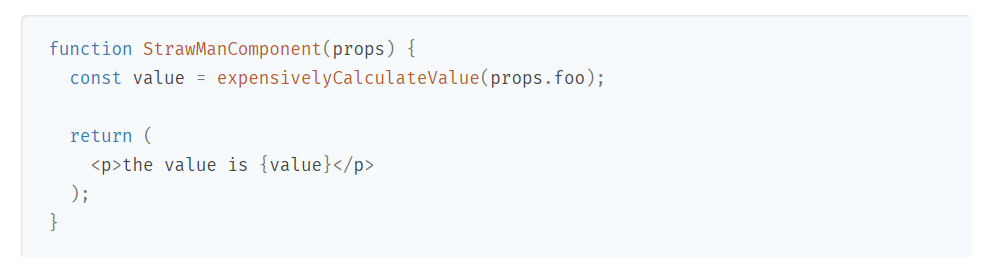 function StrawManComponent(props) {
  const value = expensivelyCalculateValue(props.foo);

  return (
    <p>the value is {value}</p>
  );
}